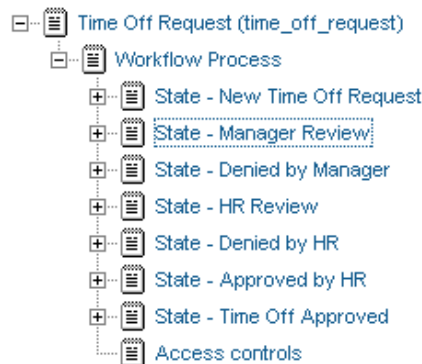 Time Off Request (time_off_request)
Workflow Process
State - New Time Off Request
State - Manager Review
State - Denied by Manager
State - HR Review
State - Denied by HR
State - Approved by HR
State - Time Off Approved
Access controls